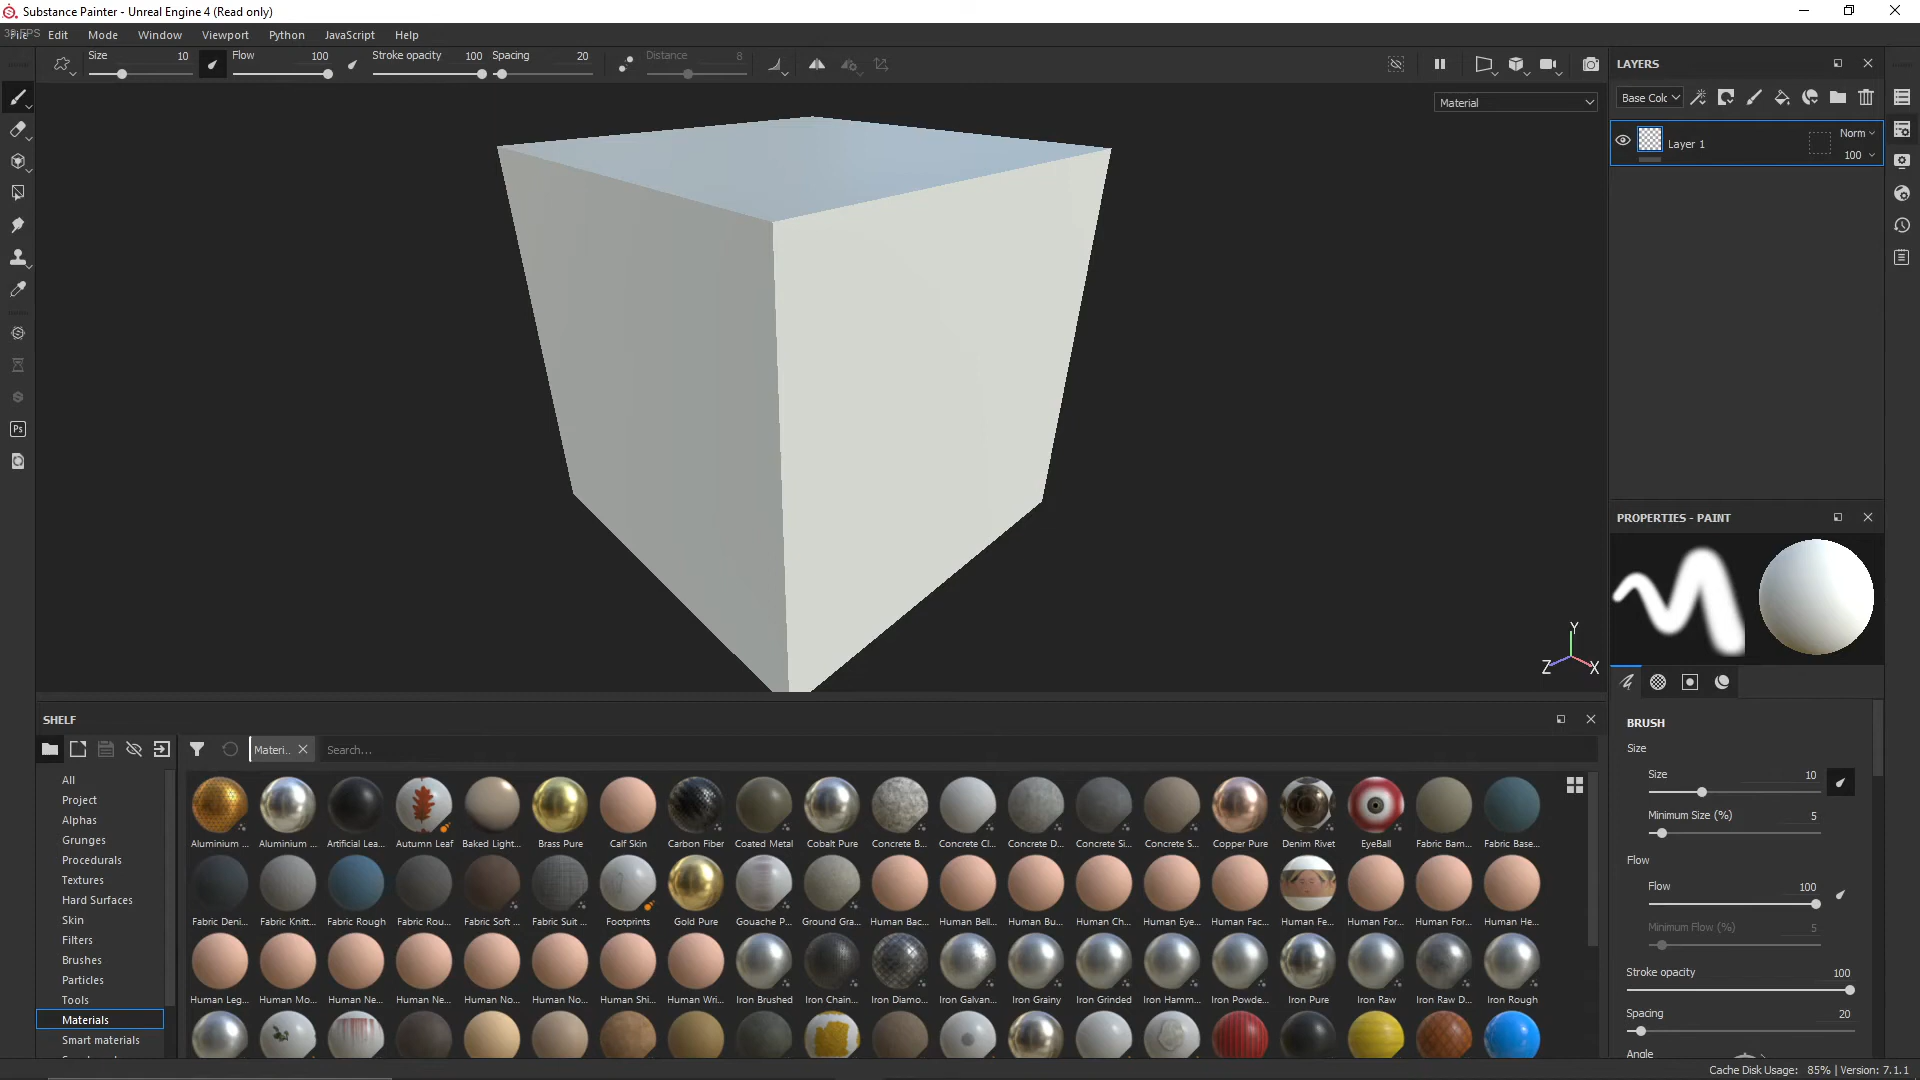 Substance Painter - Unreal Engine 4 (Read only)
Edit Mode Window Viewport Python JavaScript Help
Size 10 Flow 100 Stroke opacity 100 Spacing 20 Distance 8
Material
LAYERS
Base Colc
Layer 1
Norm
100
Y
Z
X
PROPERTIES - PAINT
BRUSH
Size
Size 10
Minimum Size (%) 5
Flow
Flow 100
Minimum Flow (%) 5
Stroke opacity 100
Spacing 20
Angle
Ps
SHELF
Materi..
Search...
All
Project
Alphas
Grunges
Procedurals
Textures
Hard Surfaces
Skin
Filters
Brushes
Particles
Tools
Materials
Smart materials
Aluminium ... Aluminium ... Artificial Lea... Autumn Leaf Baked Light... Brass Pure Calf Skin Carbon Fiber Coated Metal Cobalt Pure Concrete B... Concrete Cl... Concrete D... Concrete Si... Concrete S... Copper Pure Denim Rivet EyeBall Fabric Bam... Fabric Base...
Fabric Deni... Fabric Knitt... Fabric Rough Fabric Rou... Fabric Soft ... Fabric Suit ... Footprints Gold Pure Gouache P... Ground Gra... Human Bac... Human Bell... Human Bu... Human Ch... Human Eye... Human Fac... Human Fe... Human For... Human For... Human He...
Human Leg... Human Mo... Human Ne... Human Ne... Human No... Human No... Human Shi... Human Wri... Iron Brushed Iron Chain... Iron Diamo... Iron Galvan... Iron Grainy Iron Grinded Iron Hamm... Iron Powde... Iron Pure Iron Raw Iron Raw D... Iron Rough
Cache Disk Usage: 85% | Version: 7.1.1